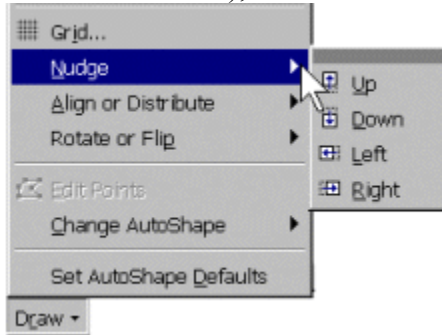 Grid...
Nudge
Align or Distribute
Rotate or Flip
Edit Points
Change AutoShape
Set AutoShape Defaults
Draw
Up
Down
Left
Right